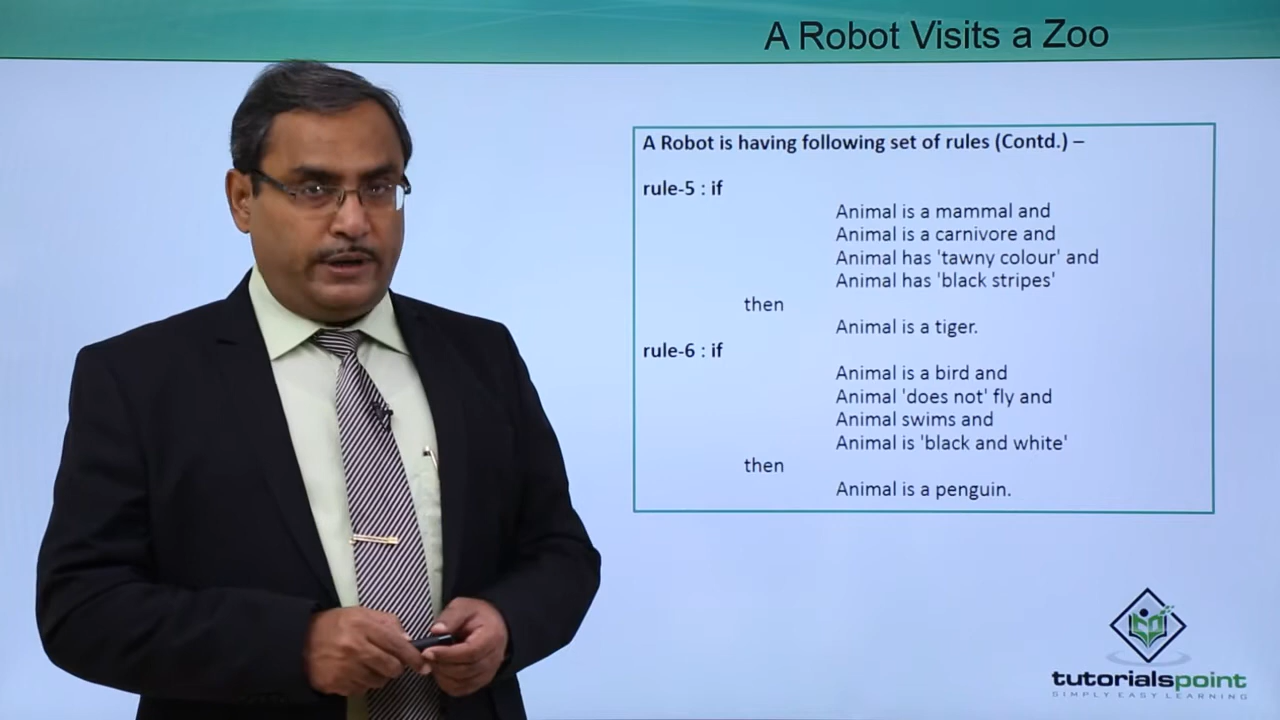 A Robot Visits a Zoo
A Robot is having following set of rules (Contd.) –
rule-5 : if
Animal is a mammal and
Animal is a carnivore and
Animal has 'tawny colour' and
Animal has 'black stripes'
then
Animal is a tiger.
rule-6 : if
Animal is a bird and
Animal 'does not' fly and
Animal swims and
Animal is 'black and white'
then
Animal is a penguin.
tutorialspoint
SIMPLY EASY LEARNING